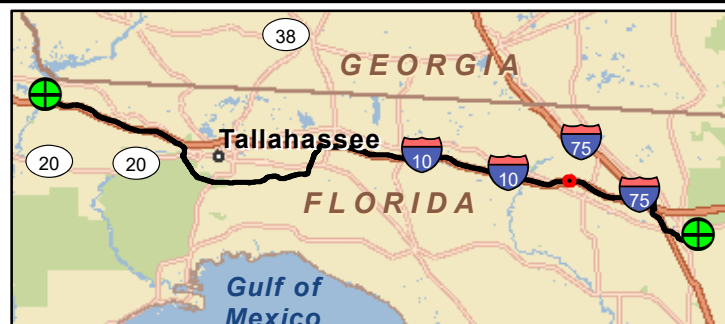 38
GEORGIA
75
Tallahassee
10
20
20
10
75
FLORIDA
Gulf of
Mexico